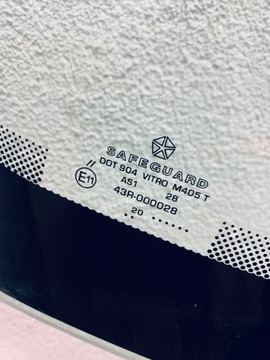 SAFEGUARD
DOT 904 VITRO M405 T
E11 AS1 28
43R-000028
20